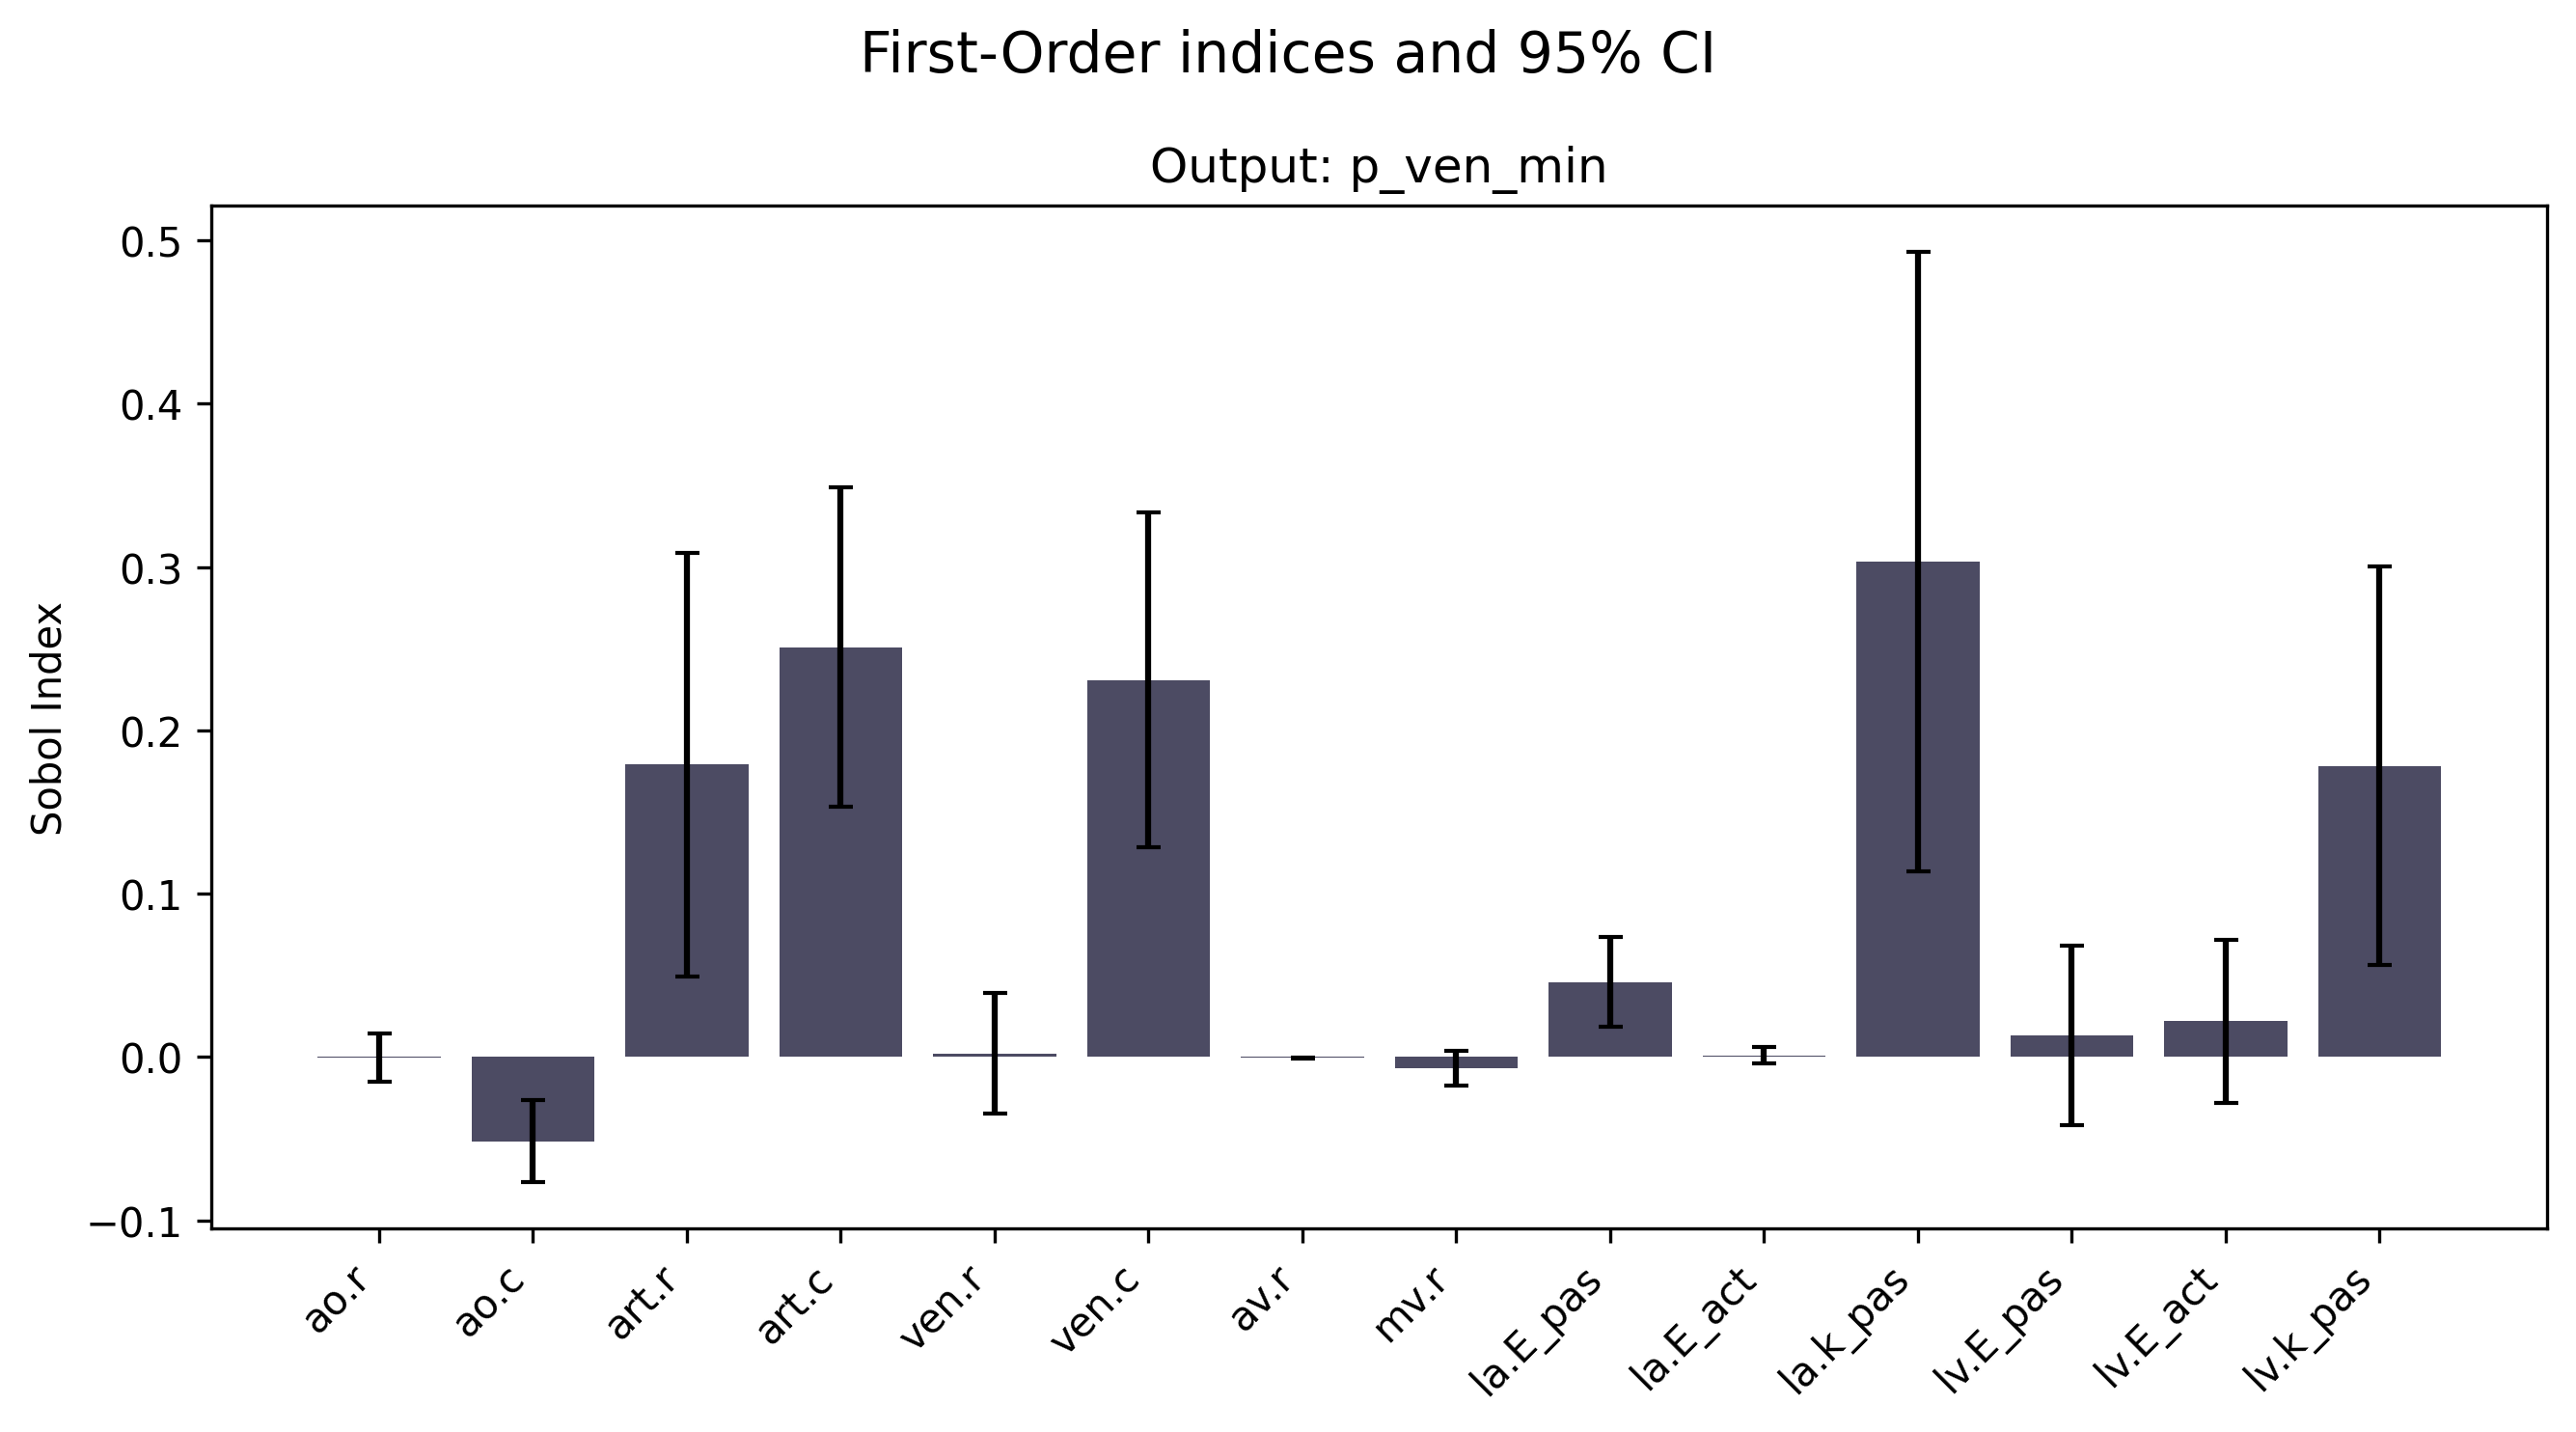 First-Order indices and 95% CI
Output: p_ven_min
Sobol Index
0.5
0.4
0.3
0.2
0.1
0.0
−0.1
ao.r
ao.c
art.r
art.c
ven.r
ven.c
av.r
mv.r
la.E_pas
la.E_act
la.k_pas
lv.E_pas
lv.E_act
lv.k_pas